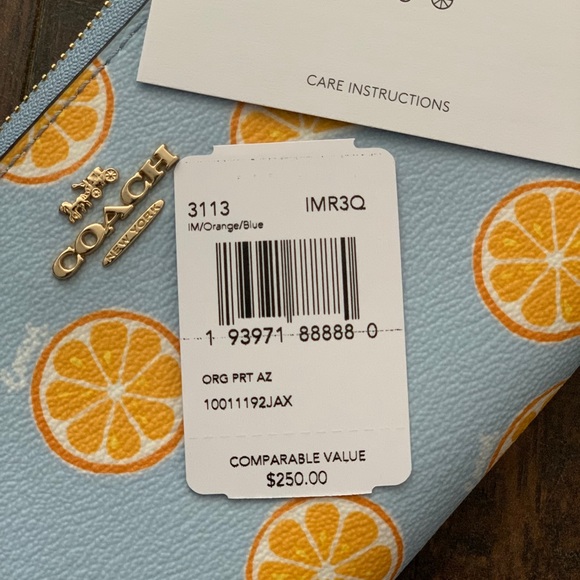 CARE INSTRUCTIONS
COACH
NEW YORK
3113 IMR3Q
IM/Orange/Blue
1 93971 88888 0
ORG PRT AZ
10011192JAX
COMPARABLE VALUE
$250.00
Coach